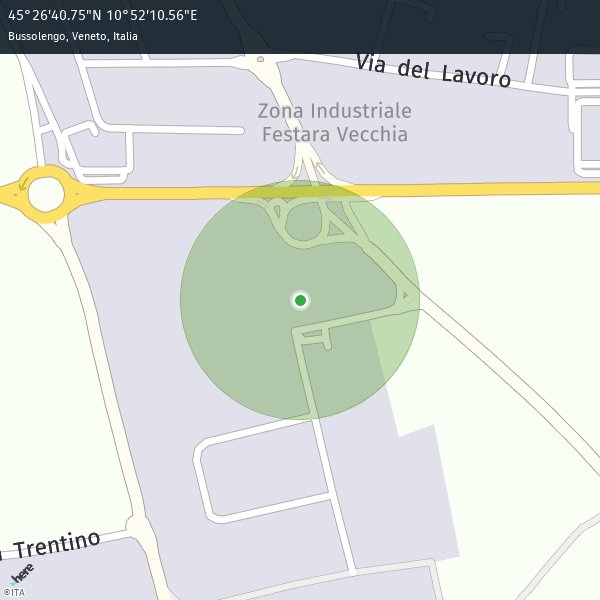 45°26'40.75"N 10°52'10.56"E
Bussolengo, Veneto, Italia
Via del Lavoro
Zona Industriale
Festara Vecchia
Trentino
here
©ITA